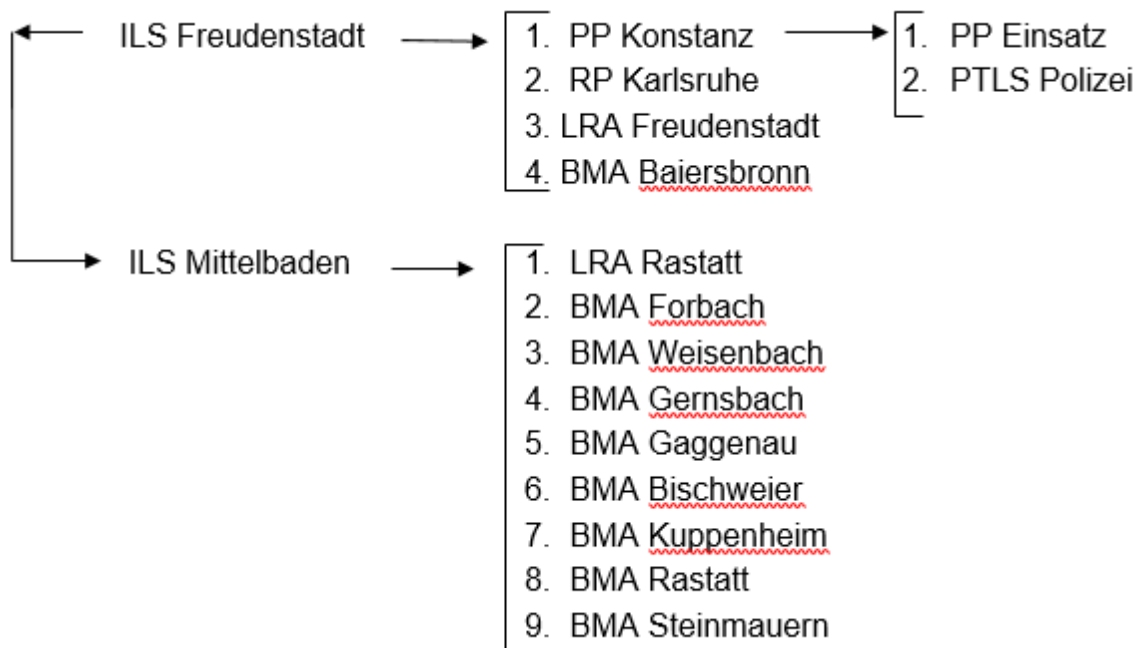 ILS Freudenstadt
1. PP Konstanz
2. RP Karlsruhe
3. LRA Freudenstadt
4. BMA Baiersbronn
1. PP Einsatz
2. PTLS Polizei
ILS Mittelbaden
1. LRA Rastatt
2. BMA Forbach
3. BMA Weisenbach
4. BMA Gernsbach
5. BMA Gaggenau
6. BMA Bischweier
7. BMA Kuppenheim
8. BMA Rastatt
9. BMA Steinmauern